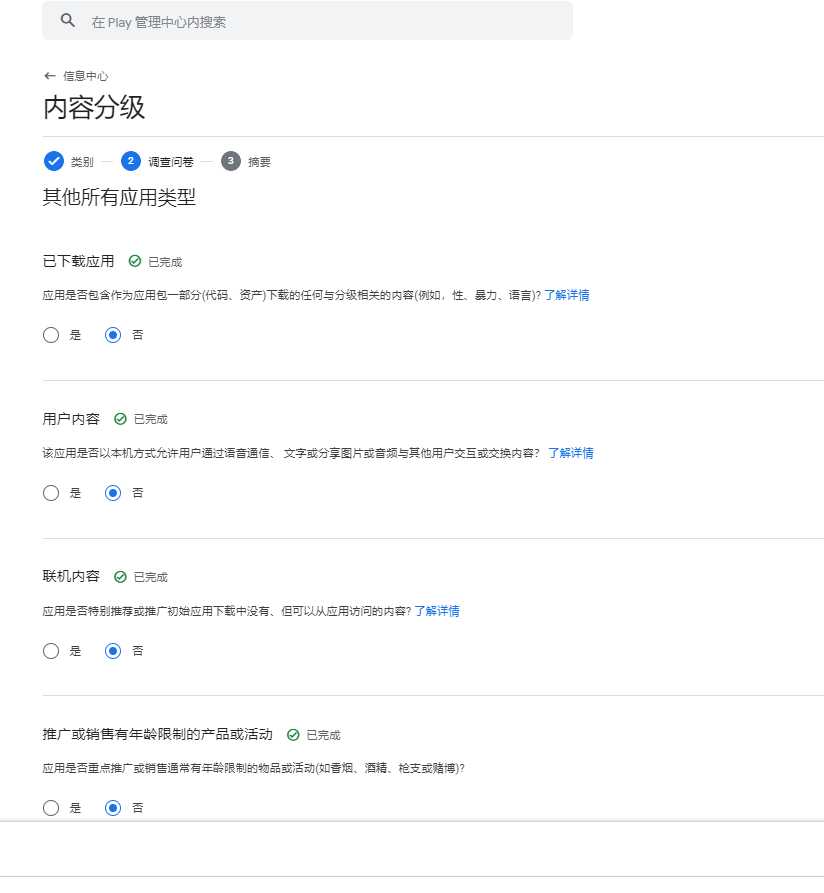 在 Play 管理中心内搜索
← 信息中心
内容分级
类别 — 2 调查问卷 — 3 摘要
其他所有应用类型
已下载应用 已完成
应用是否包含作为应用包一部分(代码、资产)下载的任何与分级相关的内容(例如，性、暴力、语言)? 了解详情
是 否
用户内容 已完成
该应用是否以本机方式允许用户通过语音通信、 文字或分享图片或音频与其他用户交互或交换内容? 了解详情
是 否
联机内容 已完成
应用是否特别推荐或推广初始应用下载中没有、但可以从应用访问的内容? 了解详情
是 否
推广或销售有年龄限制的产品或活动 已完成
应用是否重点推广或销售通常有年龄限制的物品或活动(如香烟、酒精、枪支或赌博)?
是 否